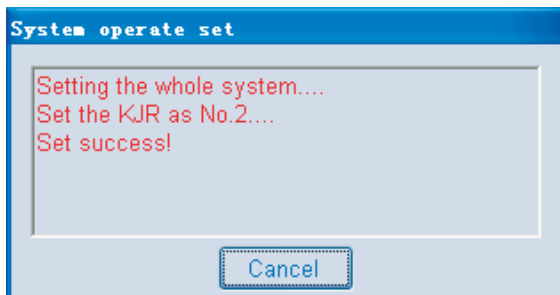 System operate set
Setting the whole system....
Set the KJR as No.2....
Set success!
Cancel